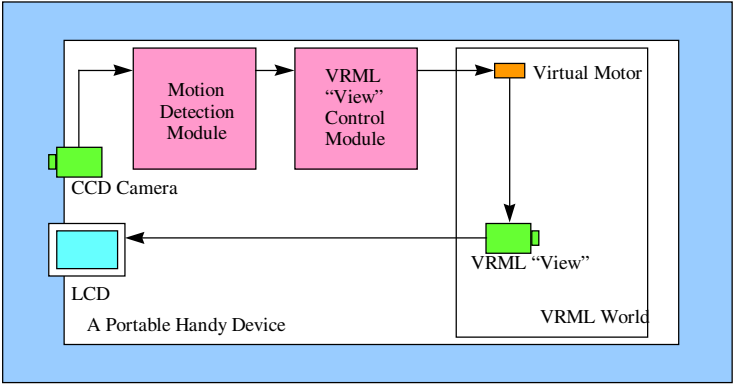 Motion
Detection
Module
VRML
“View”
Control
Module
Virtual Motor
CCD Camera
VRML “View”
LCD
A Portable Handy Device
VRML World